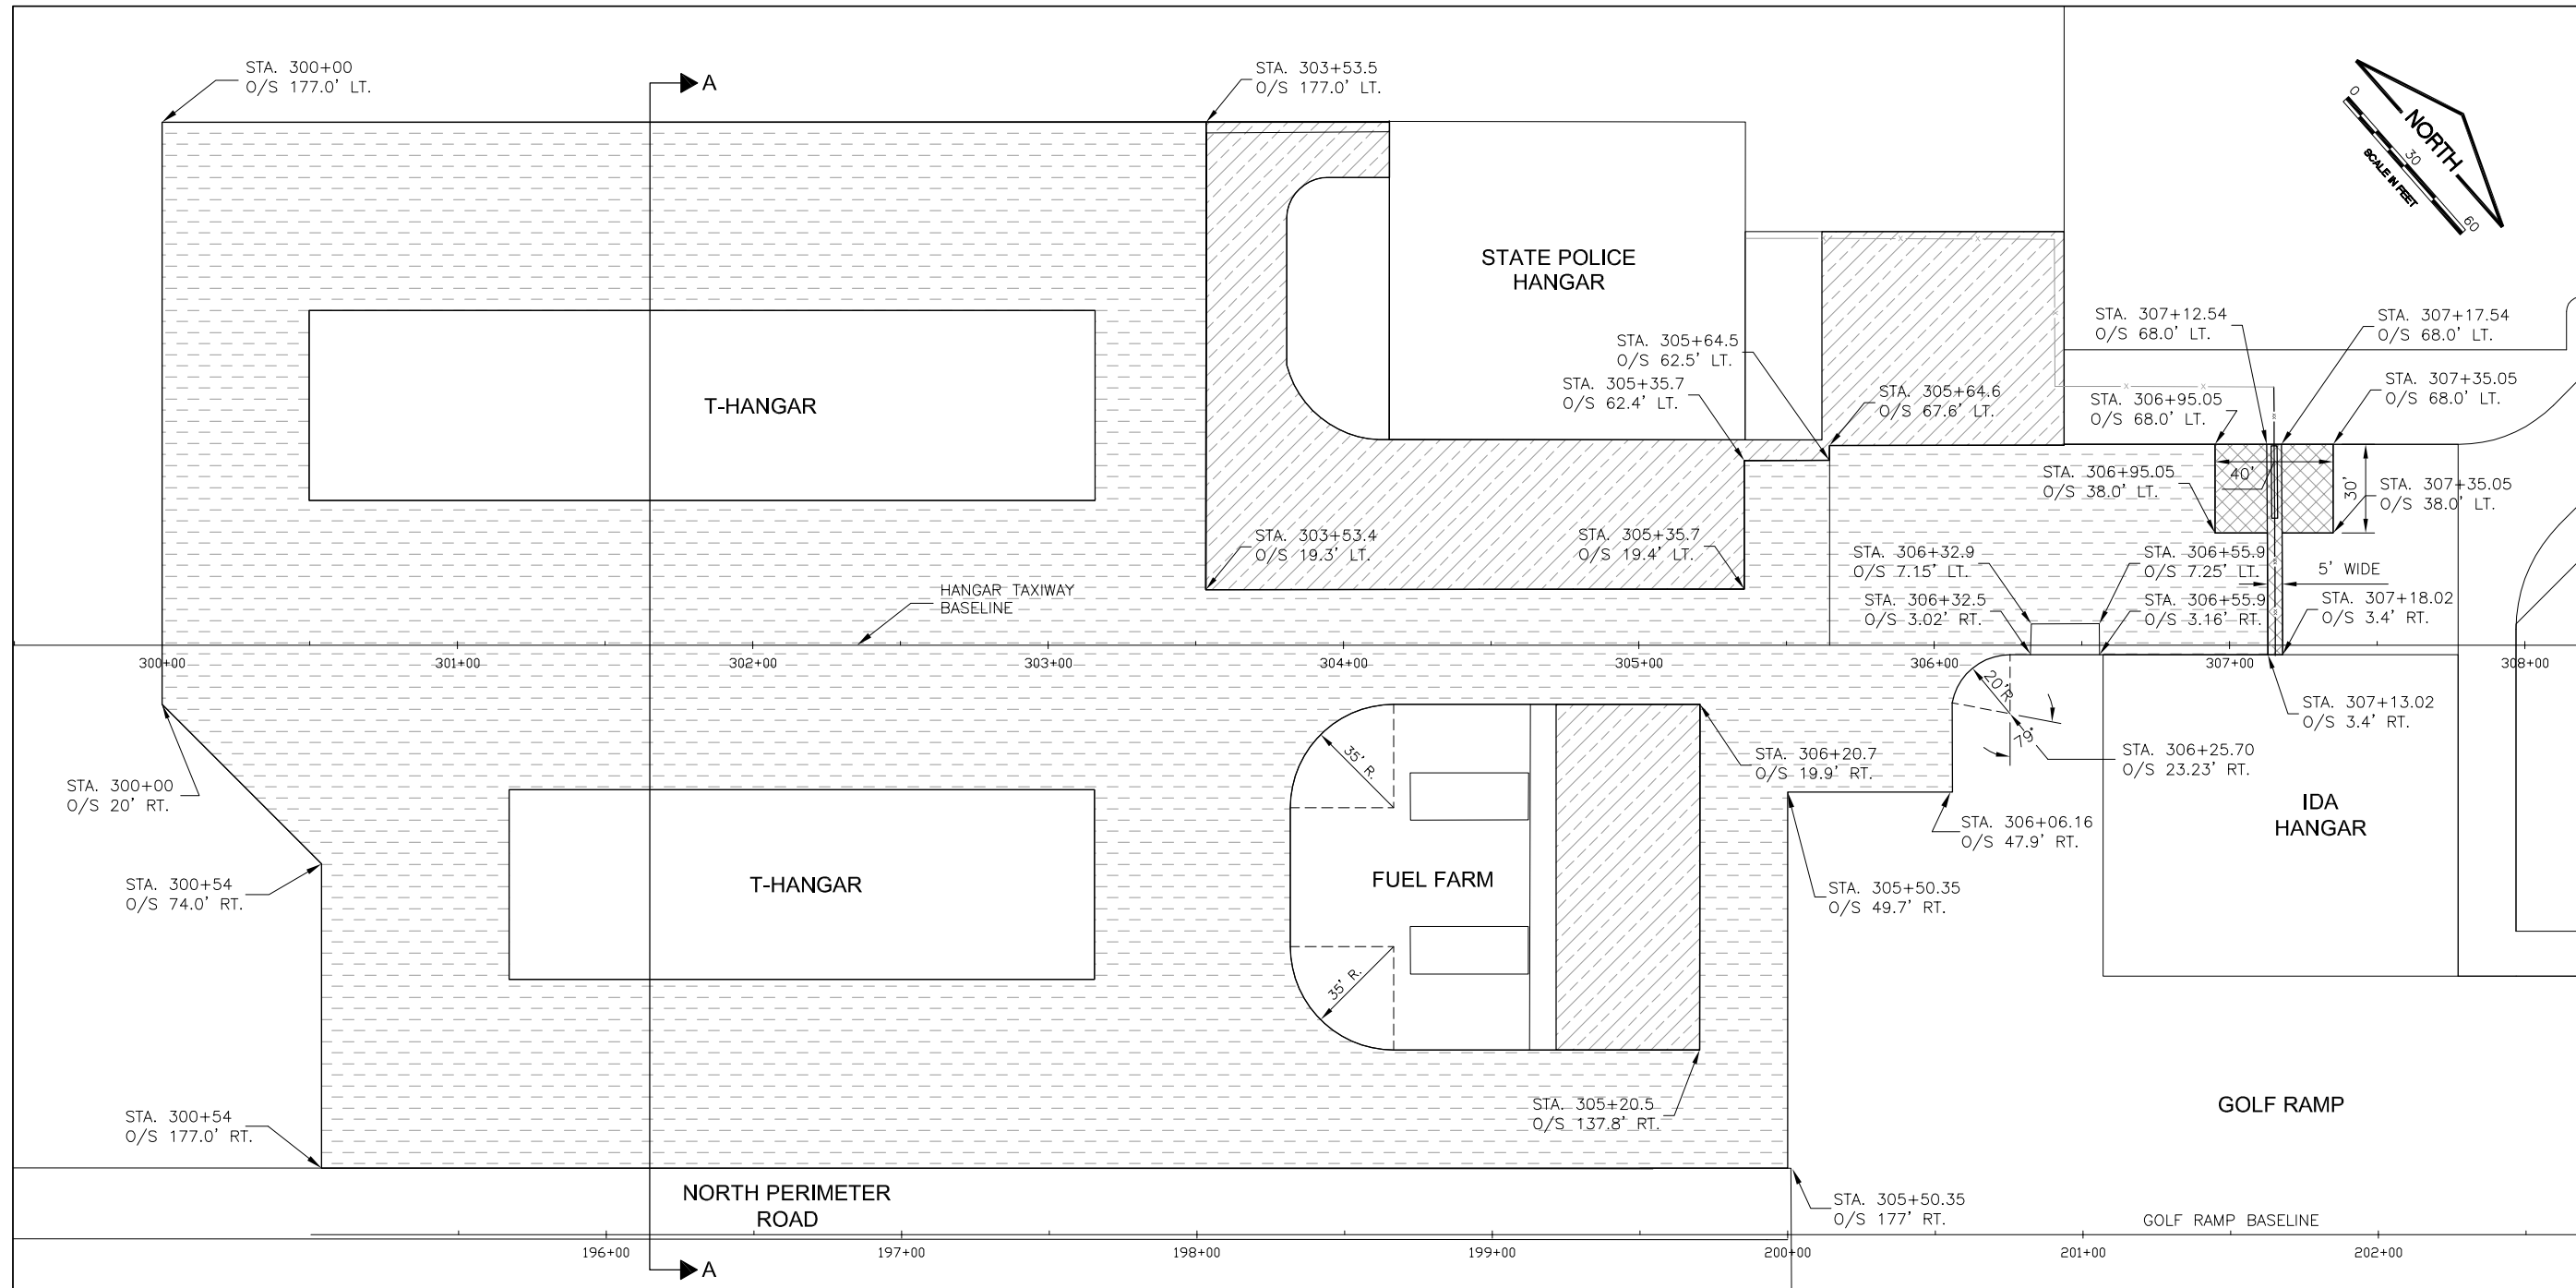 STA. 300+00
O/S 177.0' LT.
A
STA. 303+53.5
O/S 177.0' LT.
NORTH
0
30
60
SCALE IN FEET
STATE POLICE
HANGAR
T-HANGAR
STA. 305+64.5
O/S 62.5' LT.
STA. 305+35.7
O/S 62.4' LT.
STA. 305+64.6
O/S 67.6' LT.
STA. 307+12.54
O/S 68.0' LT.
STA. 307+17.54
O/S 68.0' LT.
STA. 306+95.05
O/S 68.0' LT.
STA. 307+35.05
O/S 68.0' LT.
STA. 306+95.05
O/S 38.0' LT.
40'
30'
STA. 307+35.05
O/S 38.0' LT.
STA. 303+53.4
O/S 19.3' LT.
STA. 305+35.7
O/S 19.4' LT.
STA. 306+32.9
O/S 7.15' LT.
STA. 306+55.9
O/S 7.25' LT.
5' WIDE
HANGAR TAXIWAY
BASELINE
STA. 306+32.5
O/S 3.02' RT.
STA. 306+55.9
O/S 3.16' RT.
STA. 307+18.02
O/S 3.4' RT.
300+00
301+00
302+00
303+00
304+00
305+00
306+00
307+00
308+00
20'R.
79°
STA. 307+13.02
O/S 3.4' RT.
STA. 300+00
O/S 20' RT.
35' R.
STA. 306+20.7
O/S 19.9' RT.
STA. 306+25.70
O/S 23.23' RT.
IDA
HANGAR
STA. 306+06.16
O/S 47.9' RT.
STA. 300+54
O/S 74.0' RT.
T-HANGAR
FUEL FARM
STA. 305+50.35
O/S 49.7' RT.
35' R.
STA. 300+54
O/S 177.0' RT.
STA. 305+20.5
O/S 137.8' RT.
GOLF RAMP
NORTH PERIMETER
ROAD
STA. 305+50.35
O/S 177' RT.
GOLF RAMP BASELINE
196+00
197+00
198+00
199+00
200+00
201+00
202+00
A